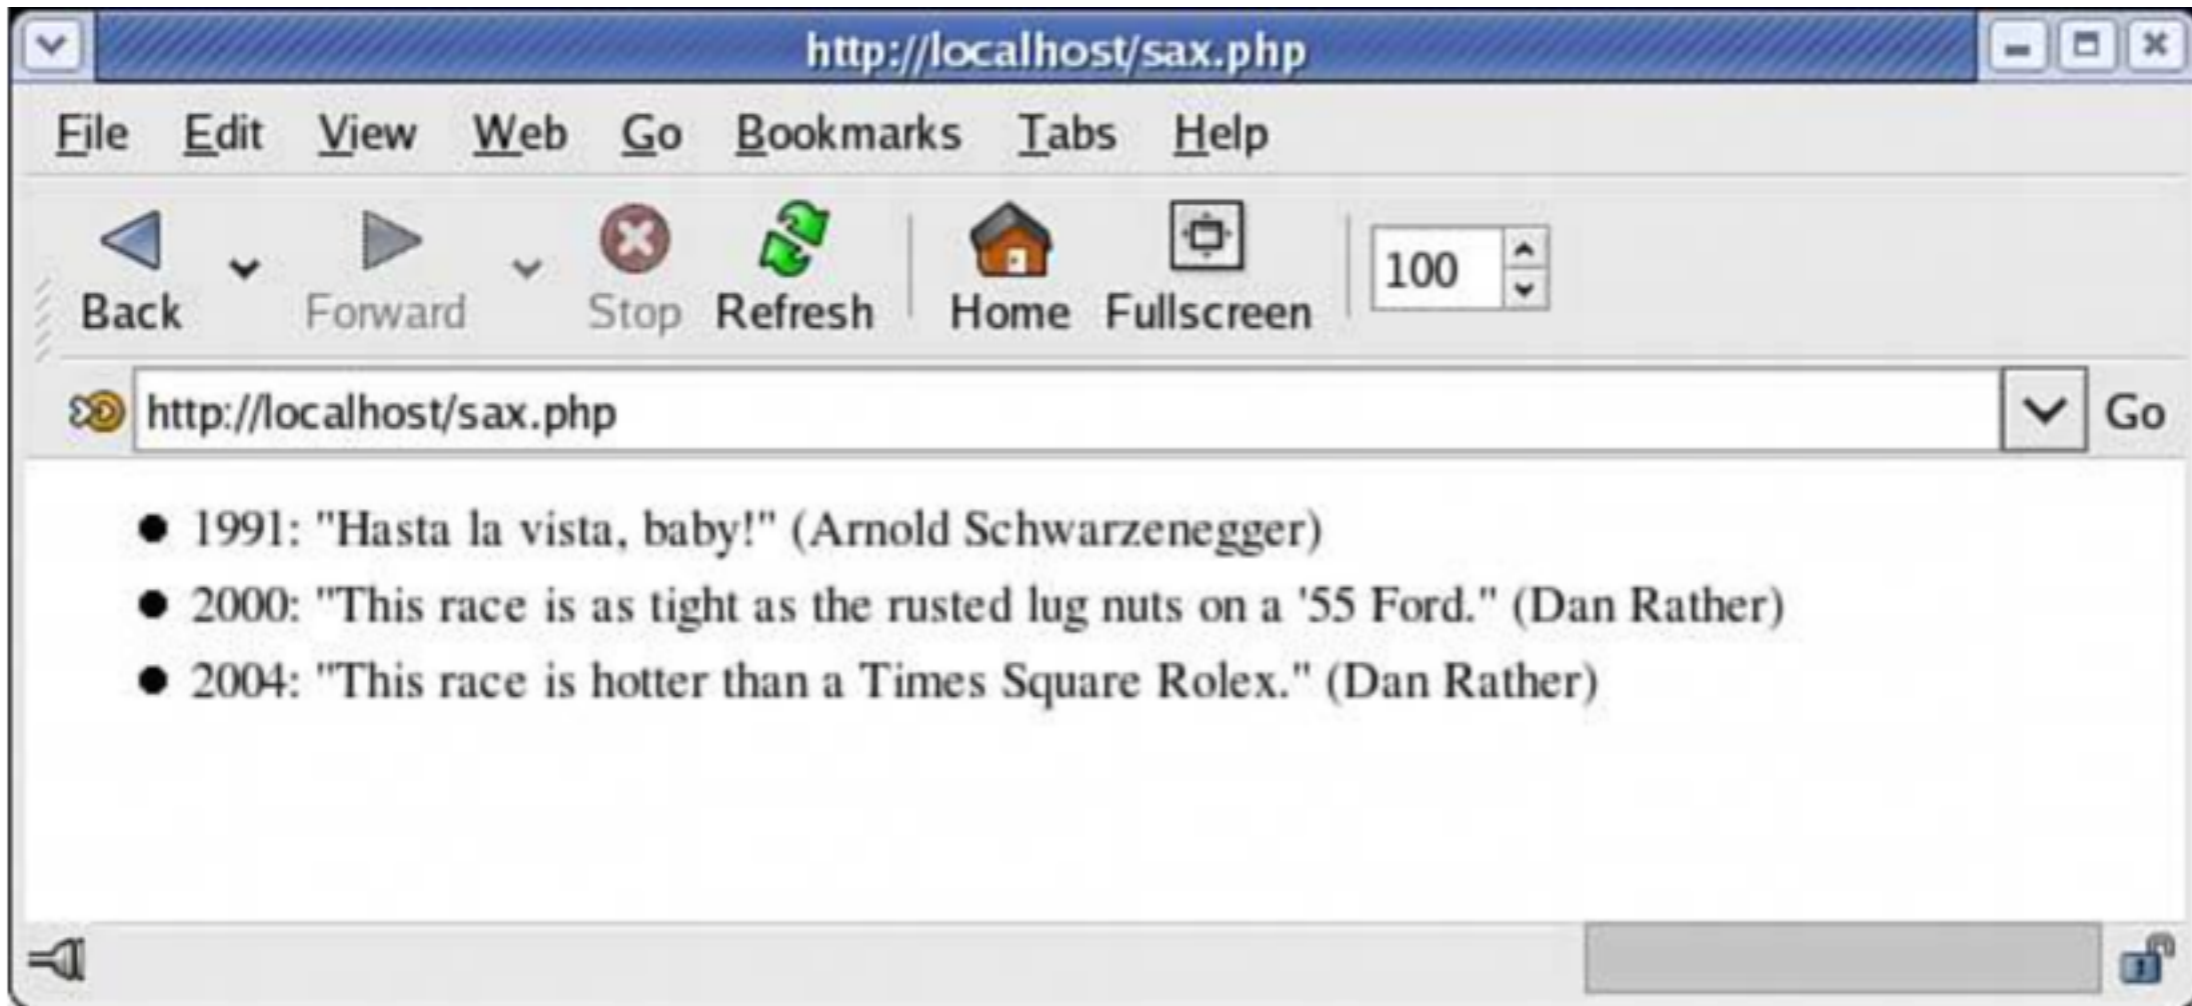 http://localhost/sax.php
File Edit View Web Go Bookmarks Tabs Help
Back Forward Stop Refresh Home Fullscreen 100
http://localhost/sax.php Go
● 1991: "Hasta la vista, baby!" (Arnold Schwarzenegger)
● 2000: "This race is as tight as the rusted lug nuts on a '55 Ford." (Dan Rather)
● 2004: "This race is hotter than a Times Square Rolex." (Dan Rather)